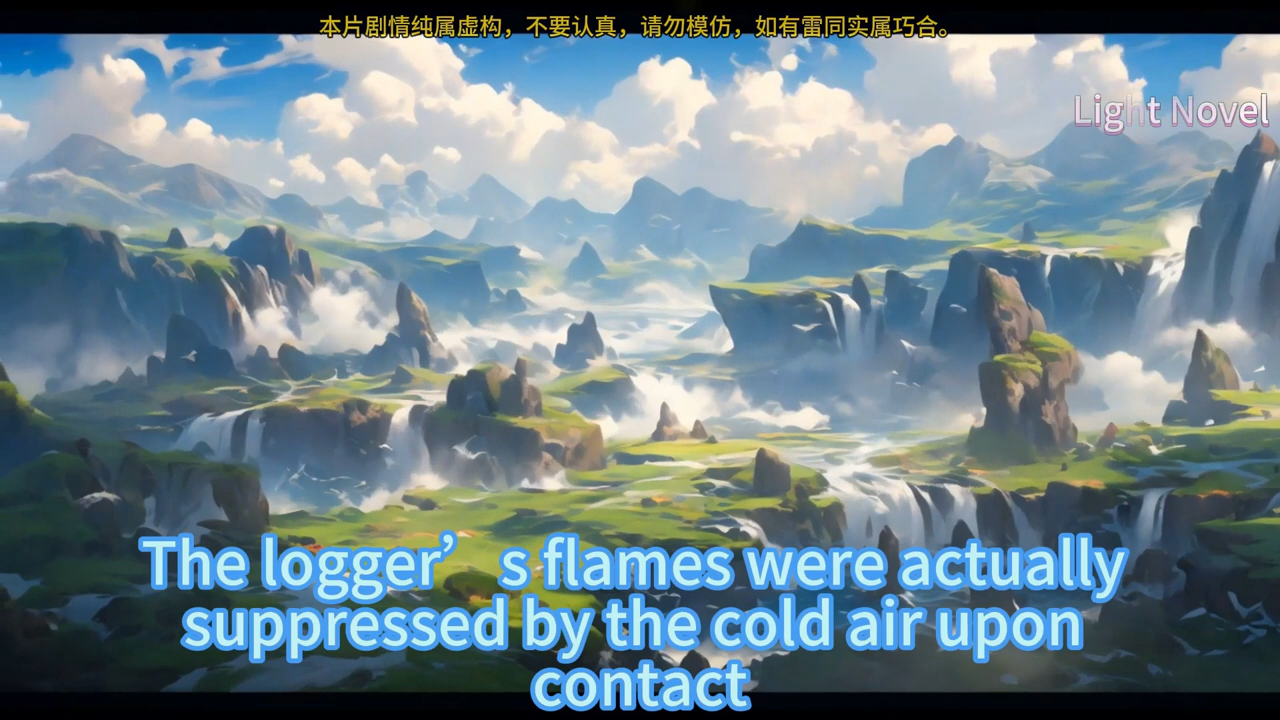 本片剧情纯属虚构，不要认真，请勿模仿，如有雷同实属巧合。
Light Novel
The logger’s flames were actually
suppressed by the cold air upon
contact